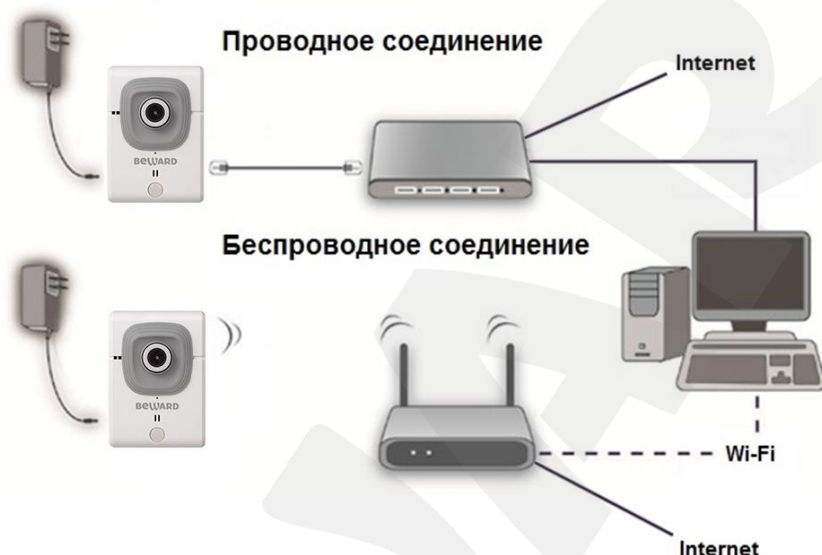 Проводное соединение
Internet
BEWARD
Беспроводное соединение
BEWARD
Wi-Fi
Internet